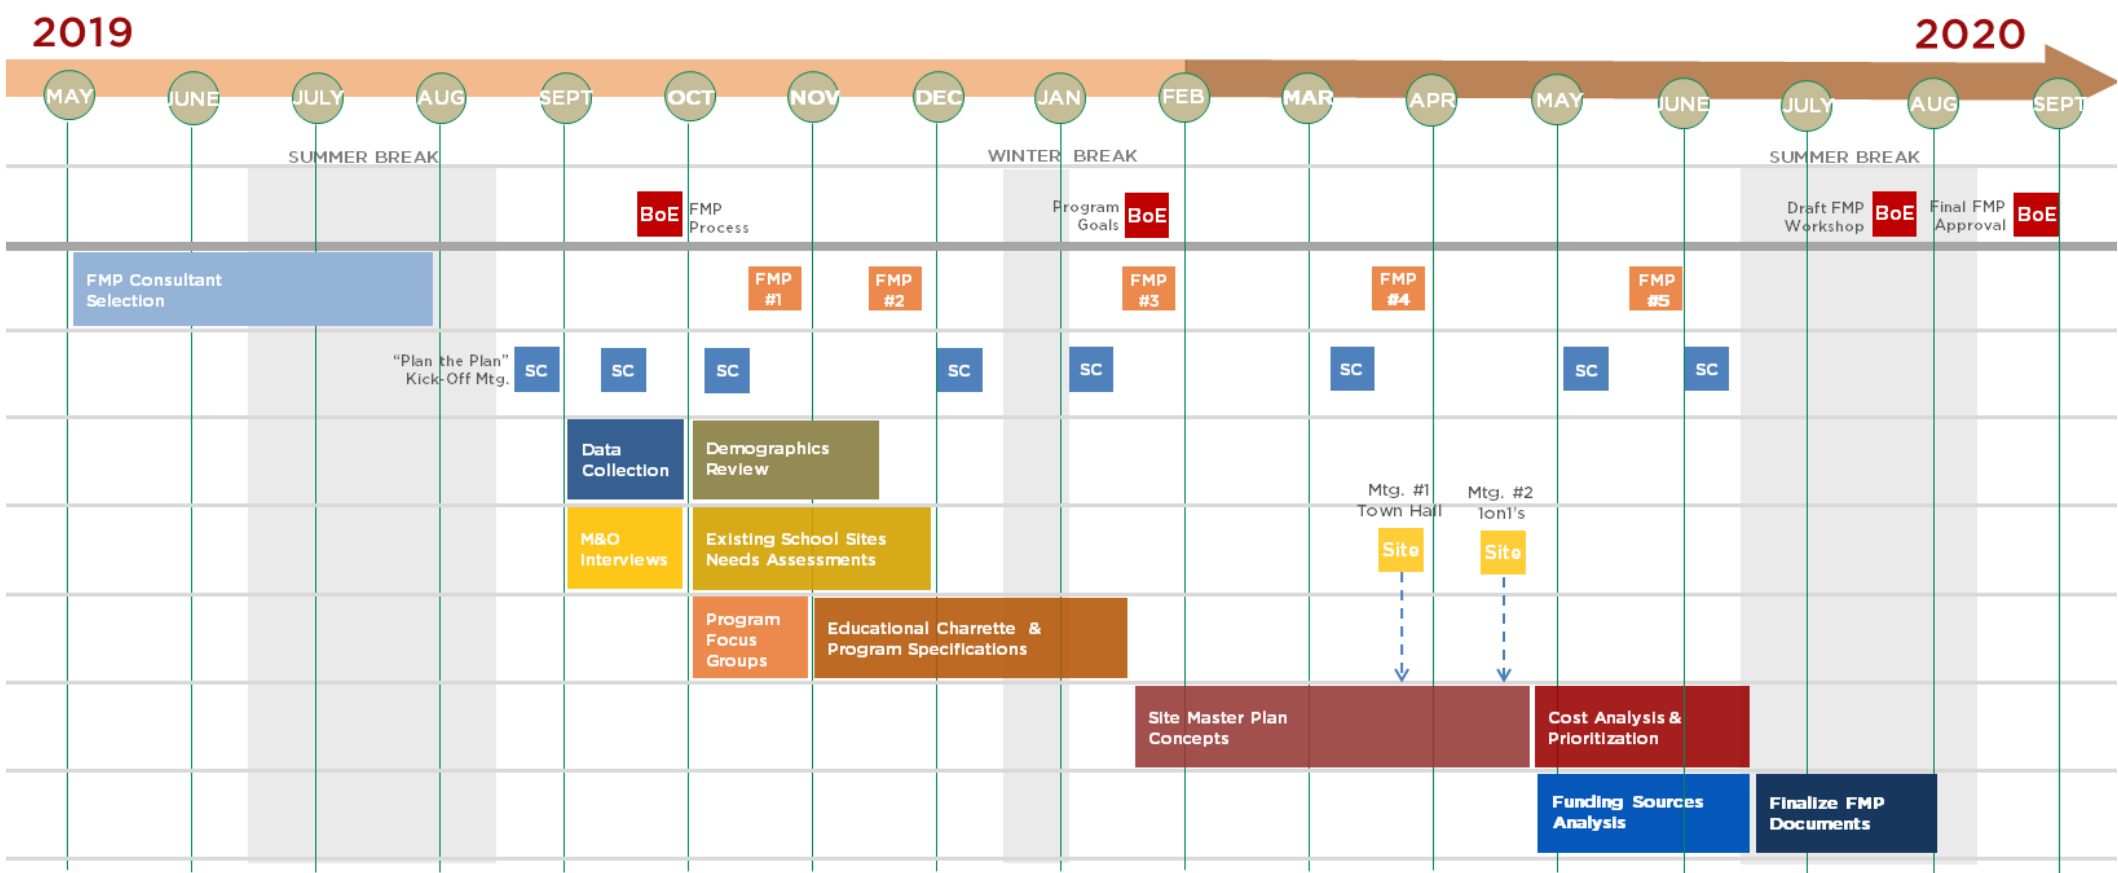 2019
2020
MAY
JUNE
JULY
AUG
SEPT
OCT
NOV
DEC
JAN
FEB
MAR
APR
MAY
JUNE
JULY
AUG
SEPT
SUMMER BREAK
WINTER BREAK
SUMMER BREAK
BoE
FMP
Process
Program
Goals
BoE
Draft FMP
Workshop
BoE
Final FMP
Approval
BoE
FMP Consultant
Selection
FMP
#1
FMP
#2
FMP
#3
FMP
#4
FMP
#5
“Plan the Plan”
Kick-Off Mtg.
SC
SC
SC
SC
SC
SC
SC
SC
Data
Collection
Demographics
Review
M&O
Interviews
Existing School Sites
Needs Assessments
Mtg. #1
Town Hall
Site
Mtg. #2
1on1's
Site
Program
Focus
Groups
Educational Charrette &
Program Specifications
Site Master Plan
Concepts
Cost Analysis &
Prioritization
Funding Sources
Analysis
Finalize FMP
Documents